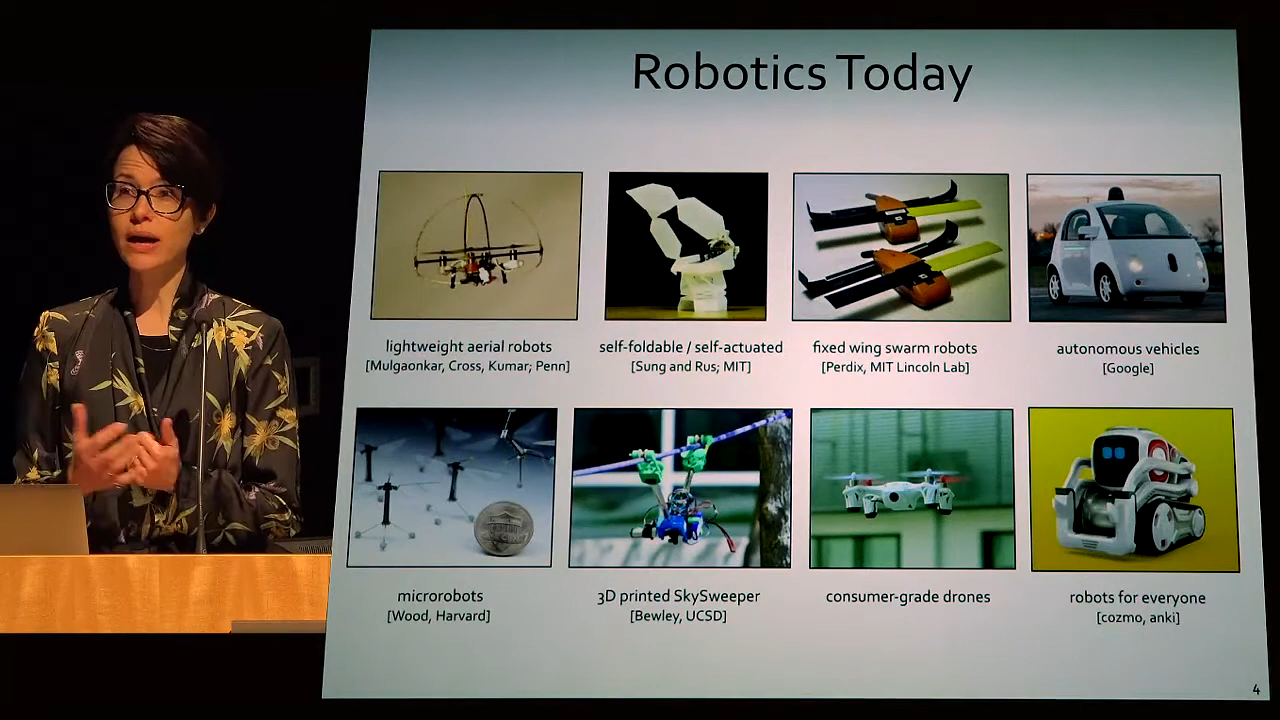 Robotics Today
lightweight aerial robots
[Mulgaonkar, Cross, Kumar; Penn]
self-foldable / self-actuated
[Sung and Rus; MIT]
fixed wing swarm robots
[Perdix, MIT Lincoln Lab]
autonomous vehicles
[Google]
microrobots
[Wood, Harvard]
3D printed SkySweeper
[Bewley, UCSD]
consumer-grade drones
robots for everyone
[cozmo, anki]
4